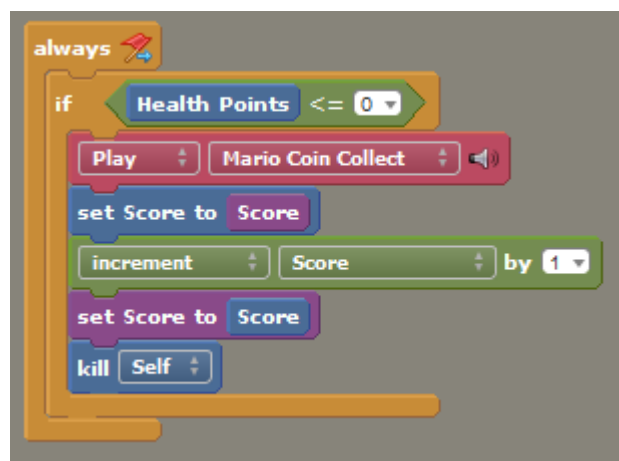 always
if Health Points <= 0
Play Mario Coin Collect
set Score to Score
increment Score by 1
set Score to Score
kill Self